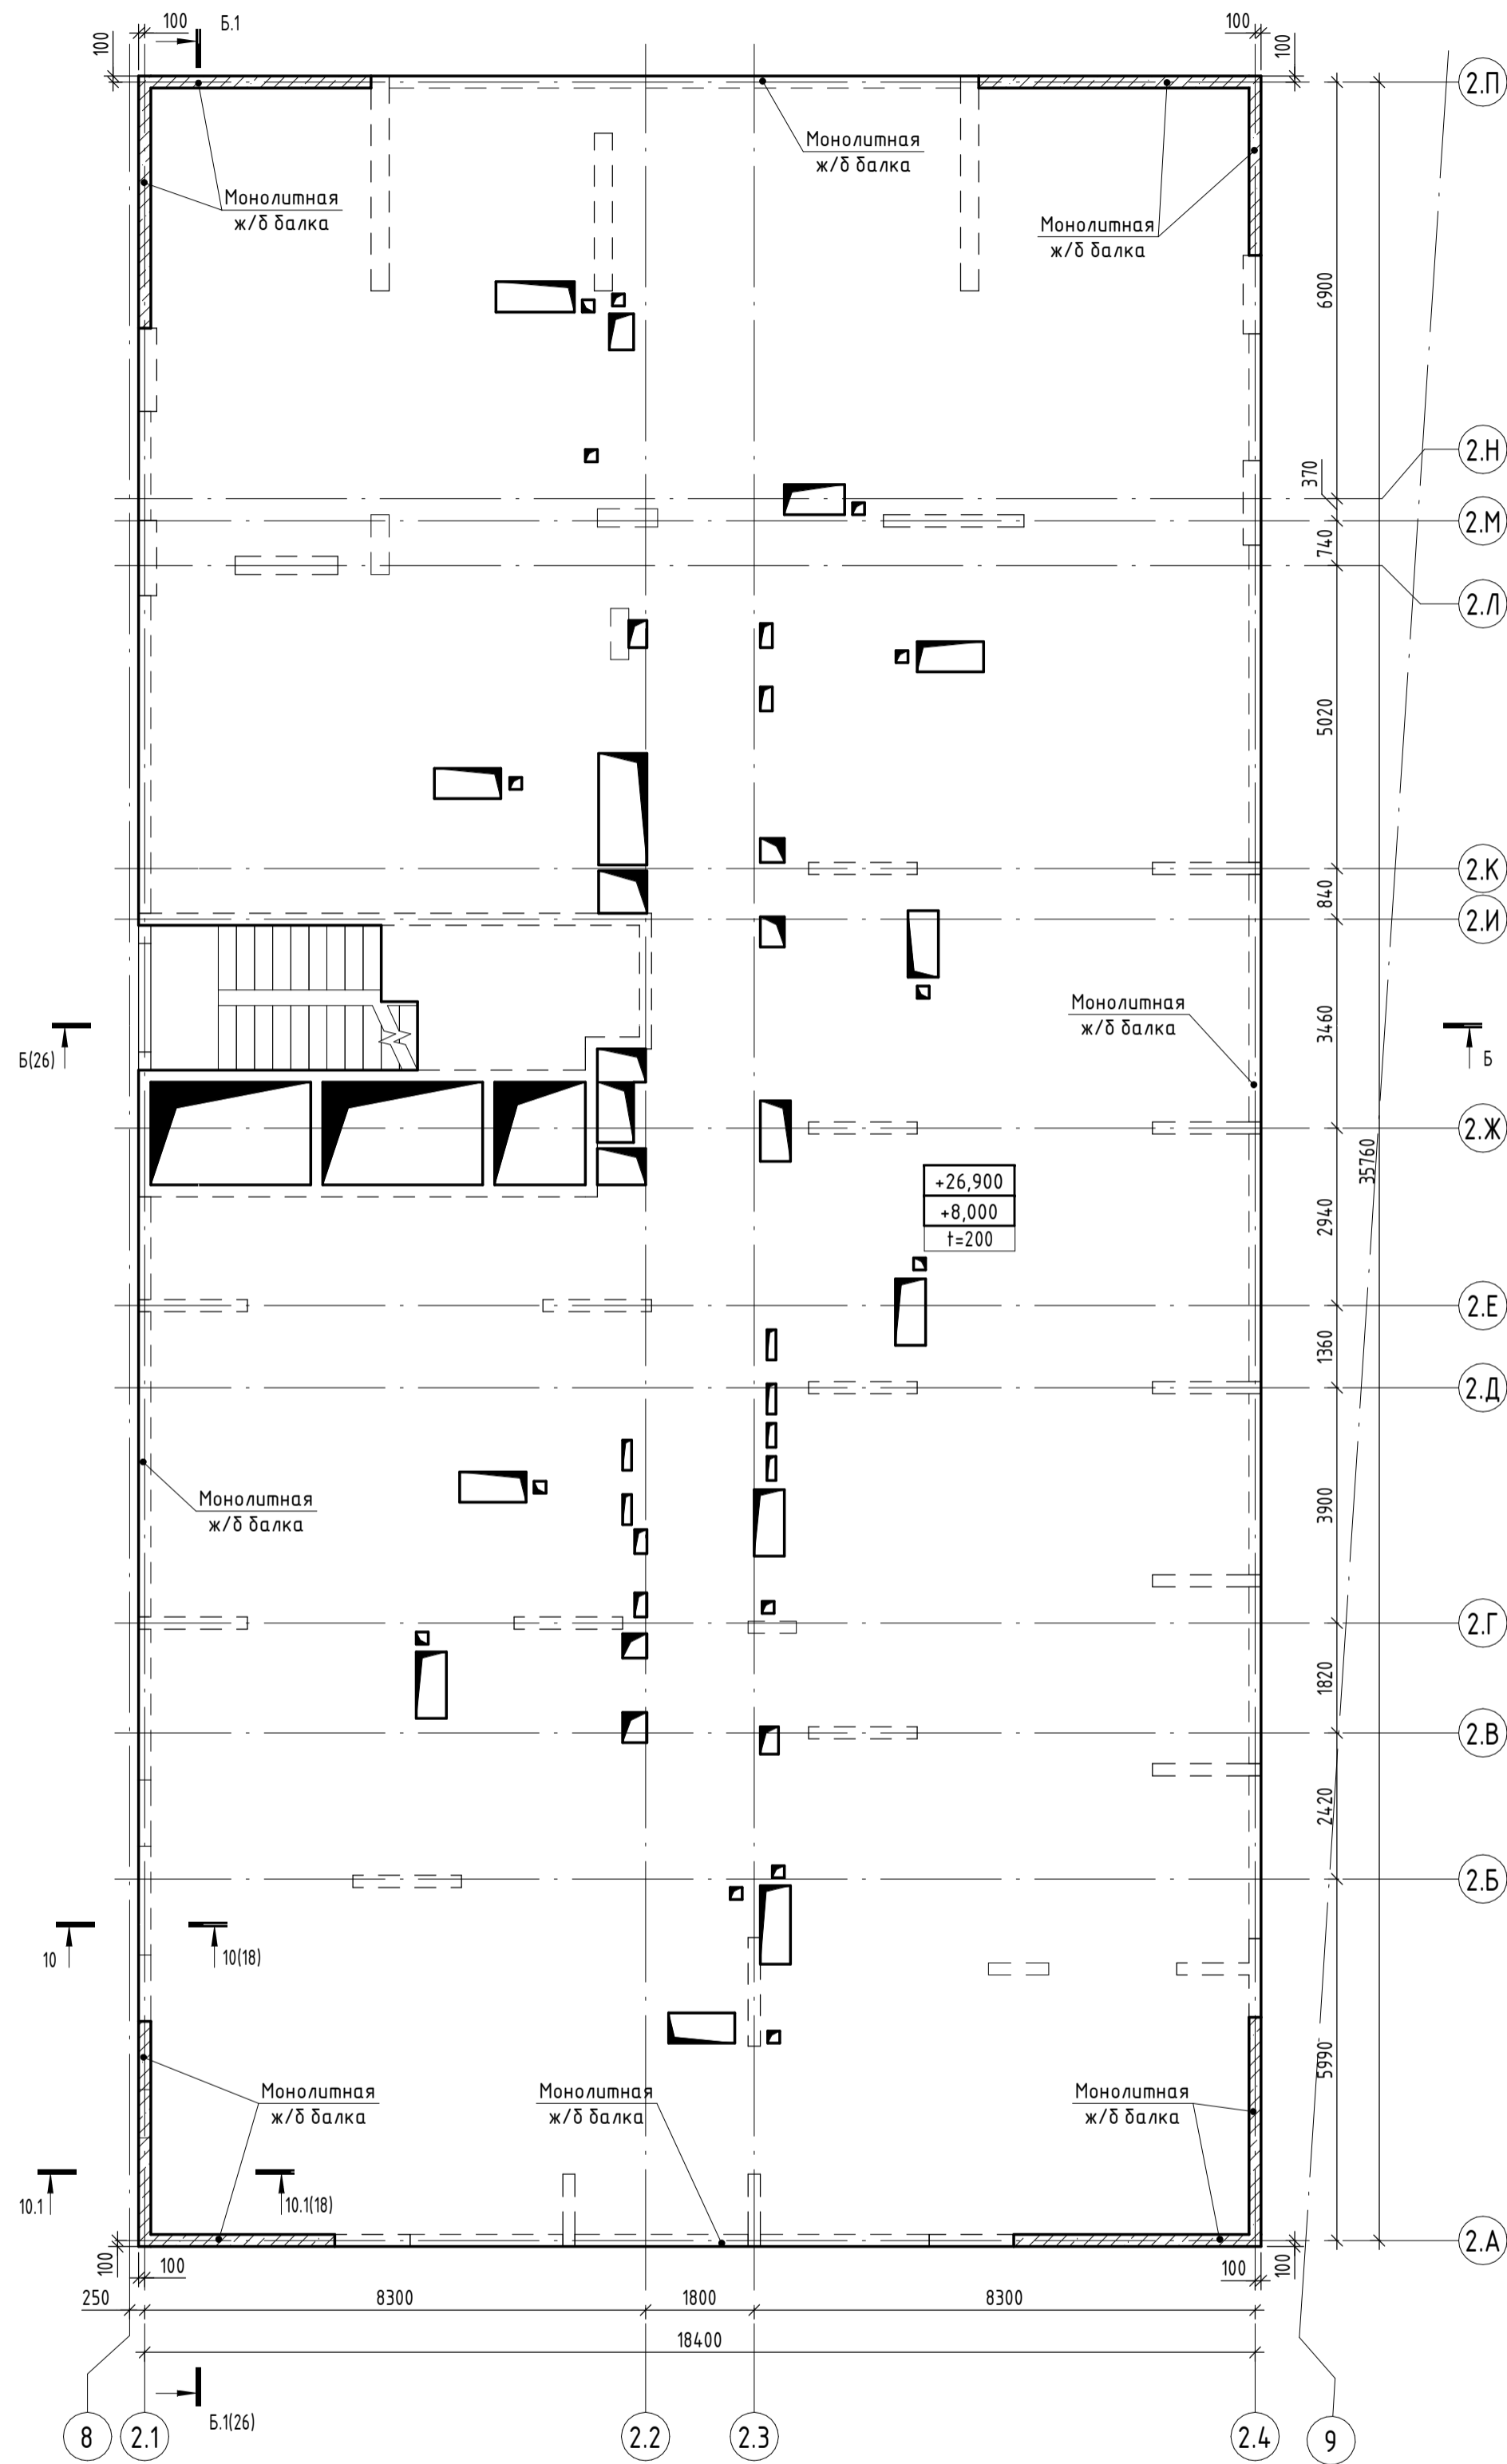 100
Б.1
100
100
100
2.П
Монолитная
ж/б балка
Монолитная
ж/б балка
Монолитная
ж/б балка
6900
2.Н
370
2.М
740
2.Л
5020
2.К
840
2.И
Монолитная
ж/б балка
3460
Б(26)
Б
2.Ж
35760
+26,900
+8,000
t=200
2940
2.Е
1360
2.Д
Монолитная
ж/б балка
3900
2.Г
1820
2.В
2420
2.Б
10
10(18)
5990
Монолитная
ж/б балка
Монолитная
ж/б балка
Монолитная
ж/б балка
10.1
10.1(18)
2.А
100
100
100
100
250
8300
1800
8300
18400
Б.1(26)
8
2.1
2.2
2.3
2.4
9